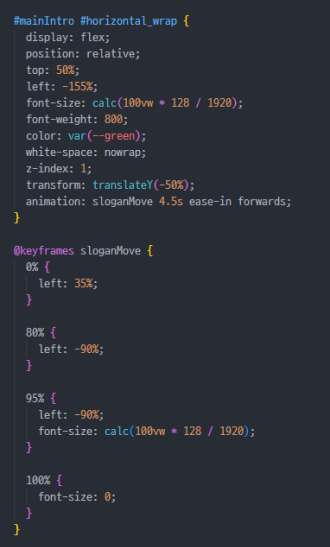 #mainIntro #horizontal_wrap {
display: flex;
position: relative;
top: 50%;
left: -155%;
font-size: calc(100vw * 128 / 1920);
font-weight: 800;
color: var(--green);
white-space: nowrap;
z-index: 1;
transform: translateY(-50%);
animation: sloganMove 4.5s ease-in forwards;
}
@keyframes sloganMove {
0% {
left: 35%;
}
80% {
left: -90%;
}
95% {
left: -90%;
font-size: calc(100vw * 128 / 1920);
}
100% {
font-size: 0;
}
}